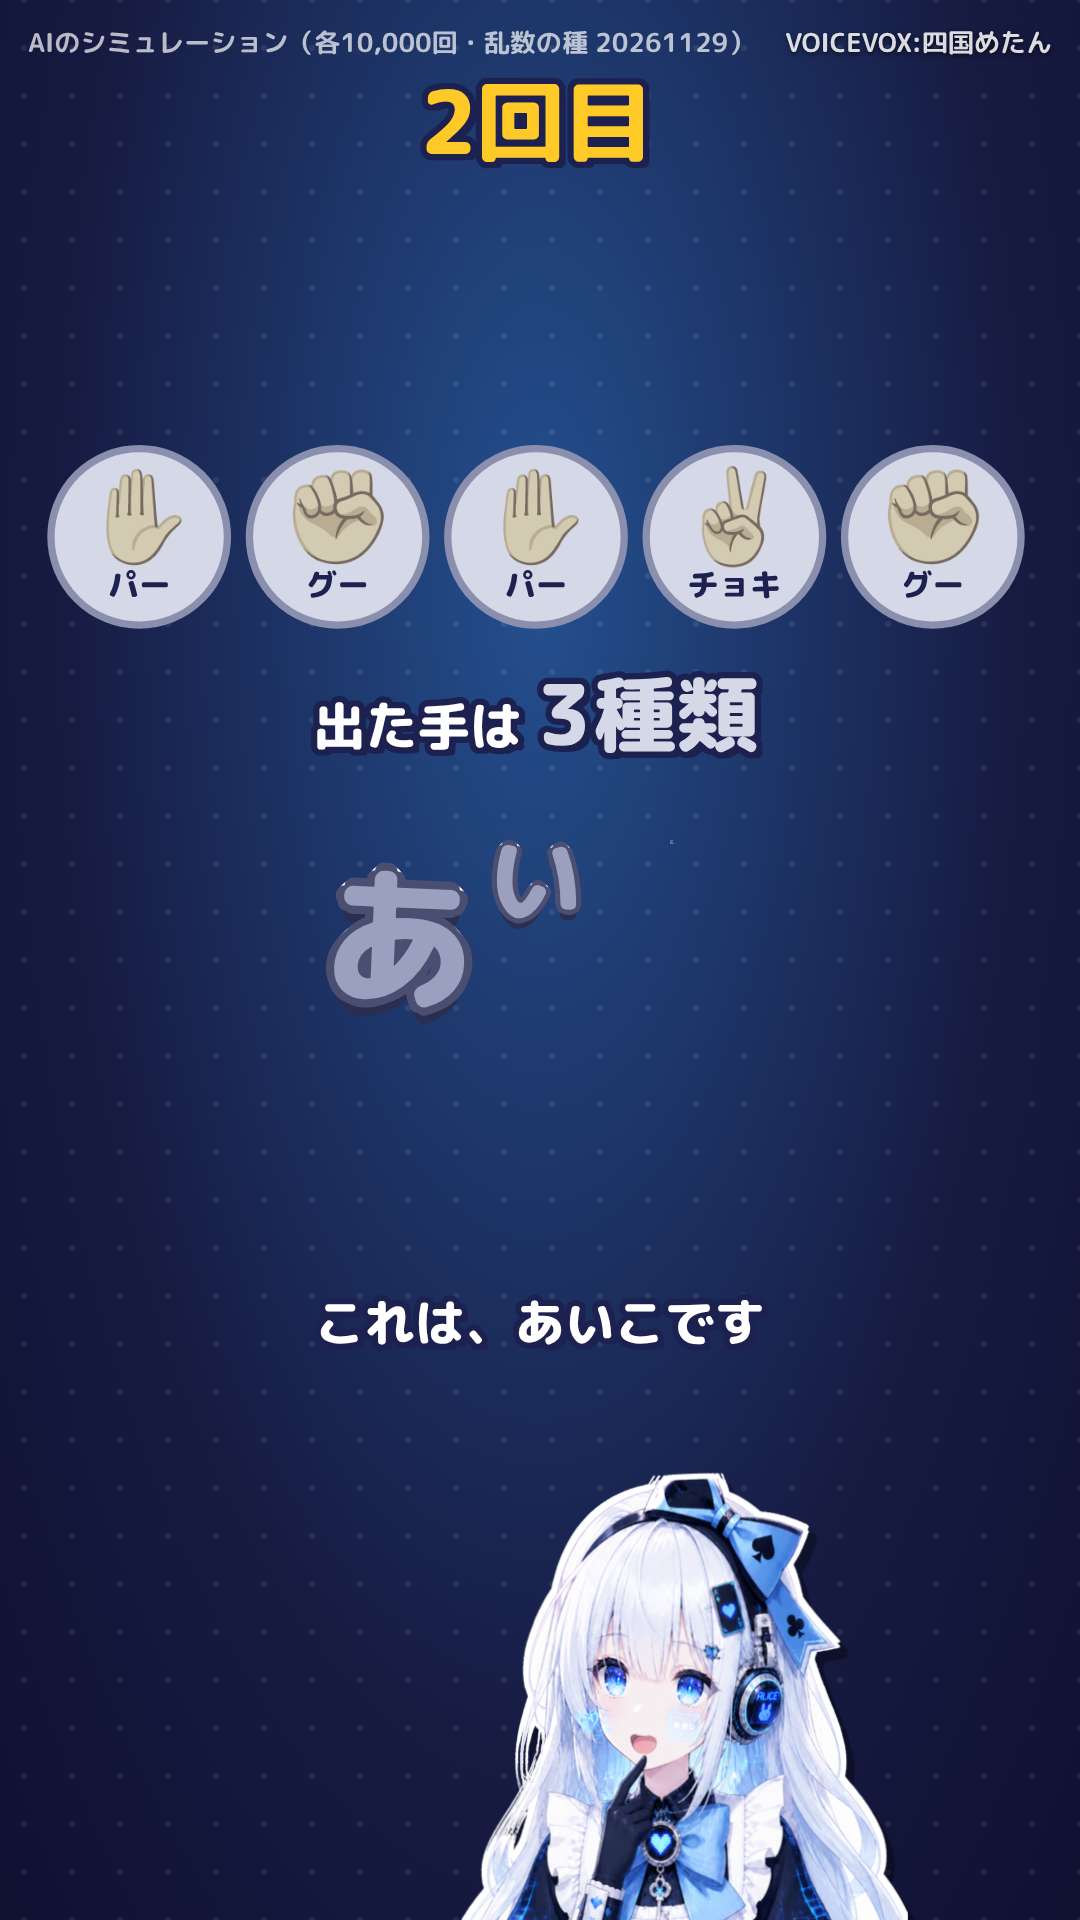 AIのシミュレーション（各10,000回・乱数の種 20261129） VOICEVOX:四国めたん
2回目
パー グー パー チョキ グー
出た手は 3種類
あい
これは、あいこです
ALICE